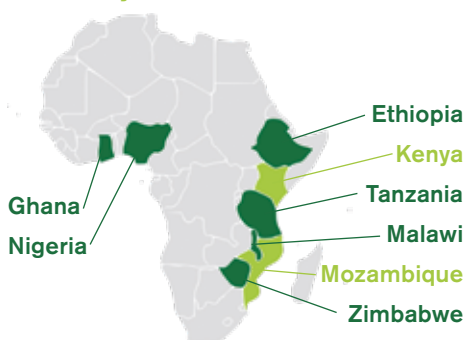 Ethiopia
Kenya
Tanzania
Ghana
Malawi
Nigeria
Mozambique
Zimbabwe